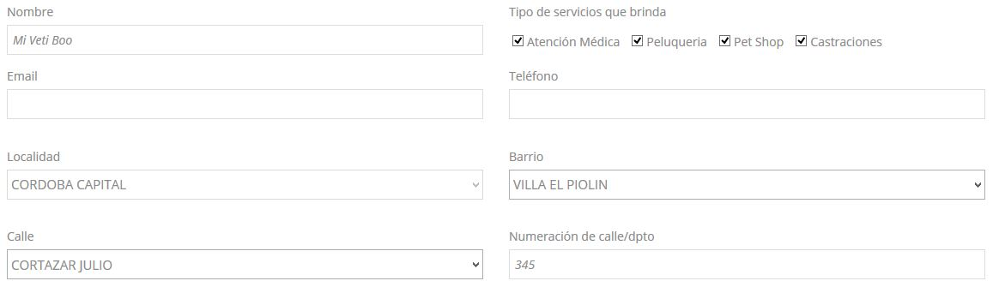 Nombre
Mi Veti Boo
Tipo de servicios que brinda
Atención Médica Peluqueria Pet Shop Castraciones
Email
Teléfono
Localidad
CORDOBA CAPITAL
Barrio
VILLA EL PIOLIN
Calle
CORTAZAR JULIO
Numeración de calle/dpto
345